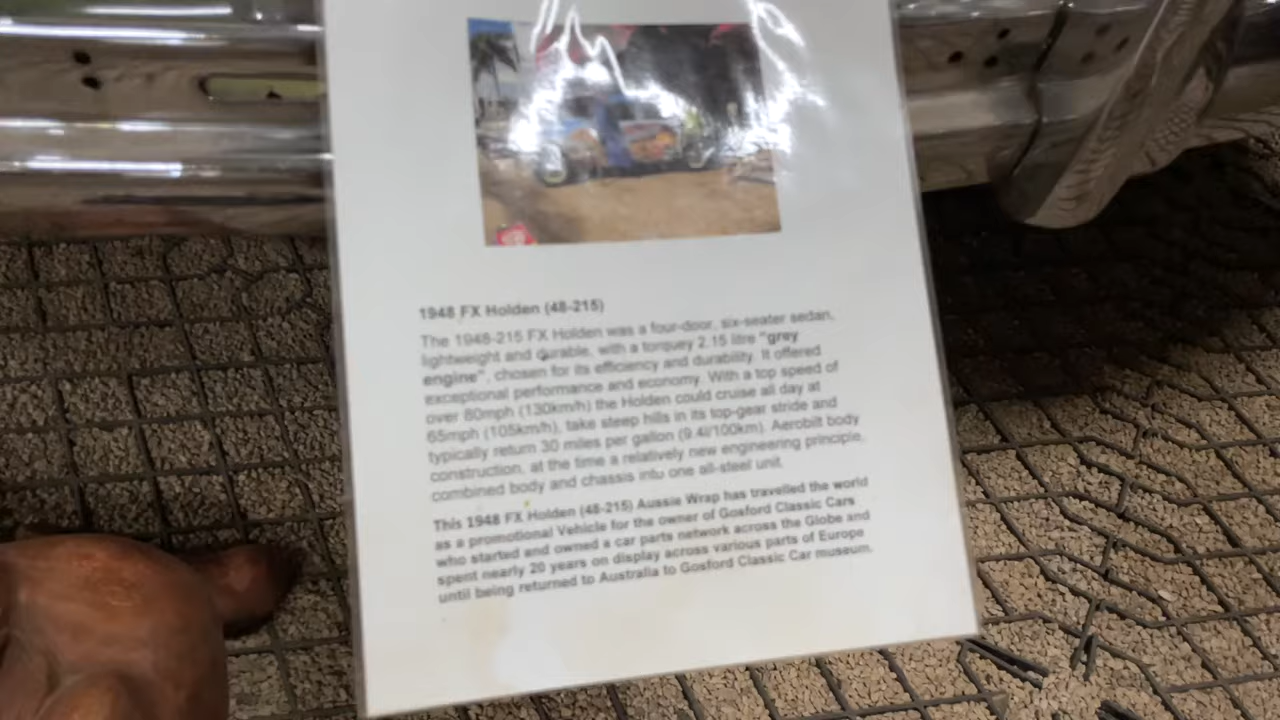 1948 FX Holden (48-215)
The 1948-215 FX Holden was a four-door, six-seater sedan,
lightweight and durable, with a torquey 2.15 litre "grey
engine", chosen for its efficiency and durability. It offered
exceptional performance and economy. With a top speed of
over 80mph (130km/h) the Holden could cruise all day at
65mph (105km/h), take steep hills in its top-gear stride and
typically return 30 miles per gallon (9.4l/100km). Aerobilt body
construction, at the time a relatively new engineering principle,
combined body and chassis into one all-steel unit.
This 1948 FX Holden (48-215) Aussie Wrap has travelled the world
as a promotional Vehicle for the owner of Gosford Classic Cars
who started and owned a car parts network across the Globe and
spent nearly 20 years on display across various parts of Europe
until being returned to Australia to Gosford Classic Car museum.